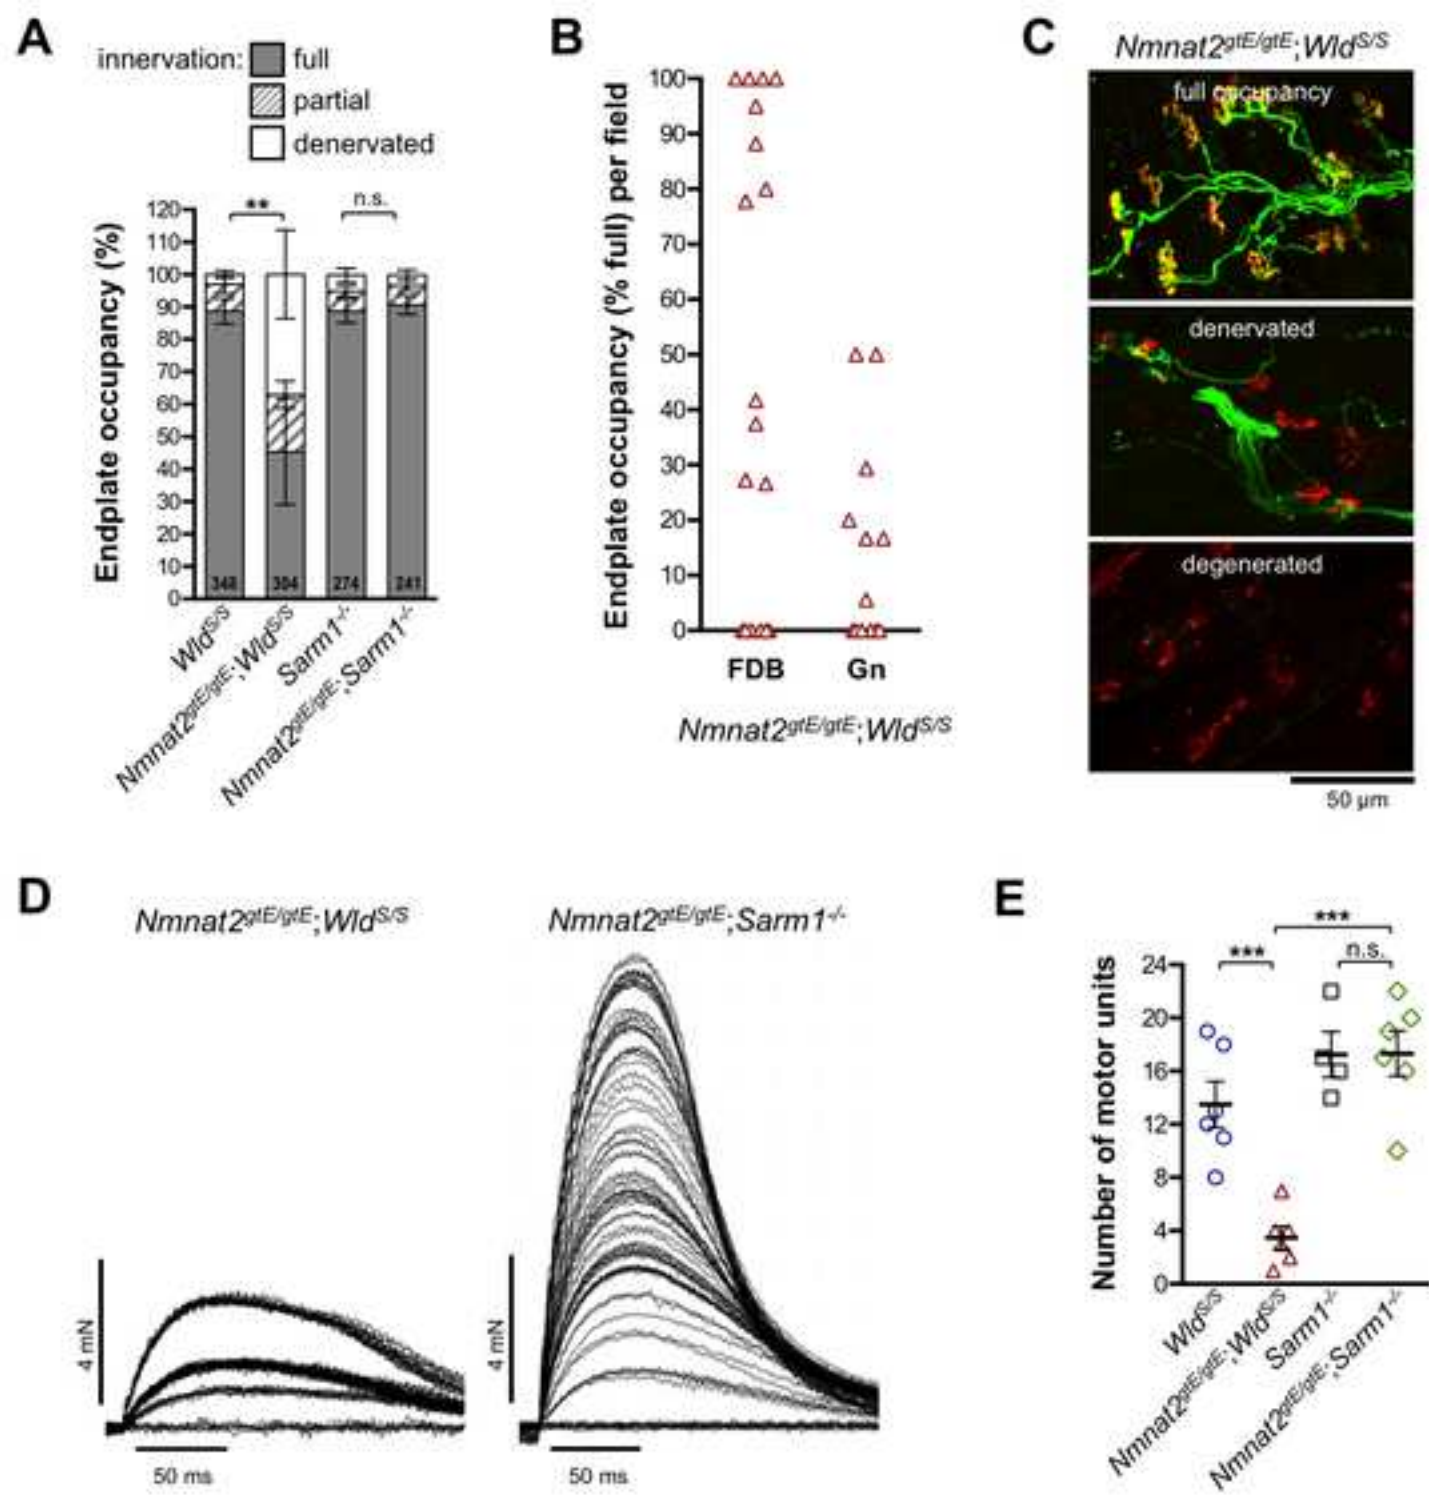 A
innervation: full
partial
denervated
Endplate occupancy (%)
120
110
100
90
80
70
60
50
40
30
20
10
0
** n.s.
348 304 274 241
Wld^S/S
Nmnat2^gtE/gtE;Wld^S/S
Sarm1^-/-
Nmnat2^gtE/gtE;Sarm1^-/-
B
Endplate occupancy (% full) per field
100
90
80
70
60
50
40
30
20
10
0
FDB Gn
Nmnat2^gtE/gtE;Wld^S/S
C
Nmnat2^gtE/gtE;Wld^S/S
full occupancy
denervated
degenerated
50 µm
D
Nmnat2^gtE/gtE;Wld^S/S
4 mN
50 ms
Nmnat2^gtE/gtE;Sarm1^-/-
4 mN
50 ms
E
Number of motor units
24
20
16
12
8
4
0
***
*** n.s.
Wld^S/S
Nmnat2^gtE/gtE;Wld^S/S
Sarm1^-/-
Nmnat2^gtE/gtE;Sarm1^-/-